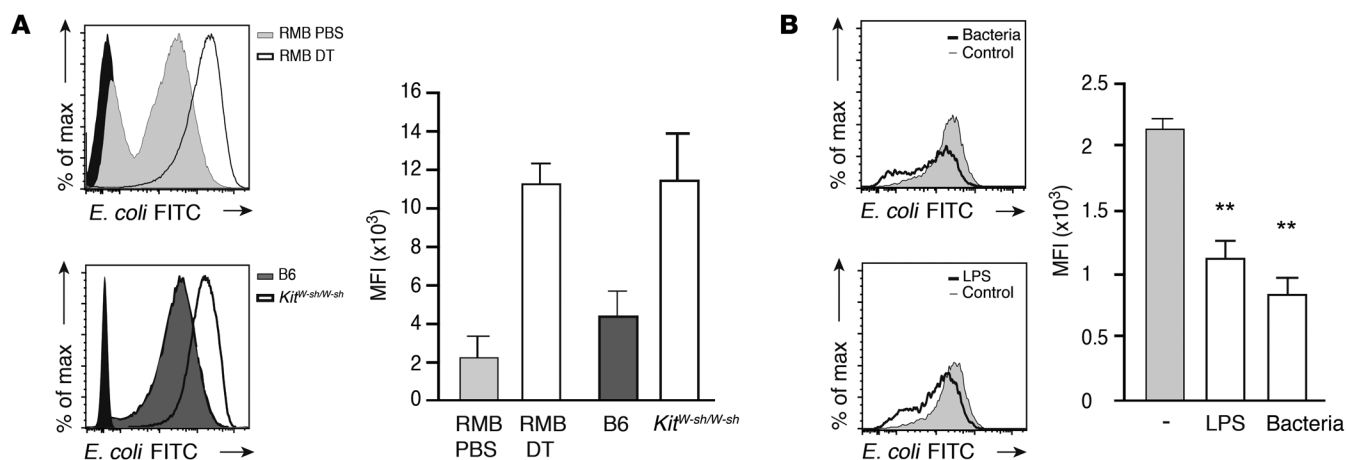 A
RMB PBS
RMB DT
% of max
E. coli FITC
B6
Kit^W-sh/W-sh
% of max
E. coli FITC
MFI (x10³)
16
14
12
10
8
6
4
2
0
RMB
PBS
RMB
DT
B6
Kit^W-sh/W-sh
B
Bacteria
Control
% of max
E. coli FITC
LPS
Control
% of max
E. coli FITC
MFI (x10³)
2.5
2
1.5
1
0.5
0
**
**
-
LPS
Bacteria